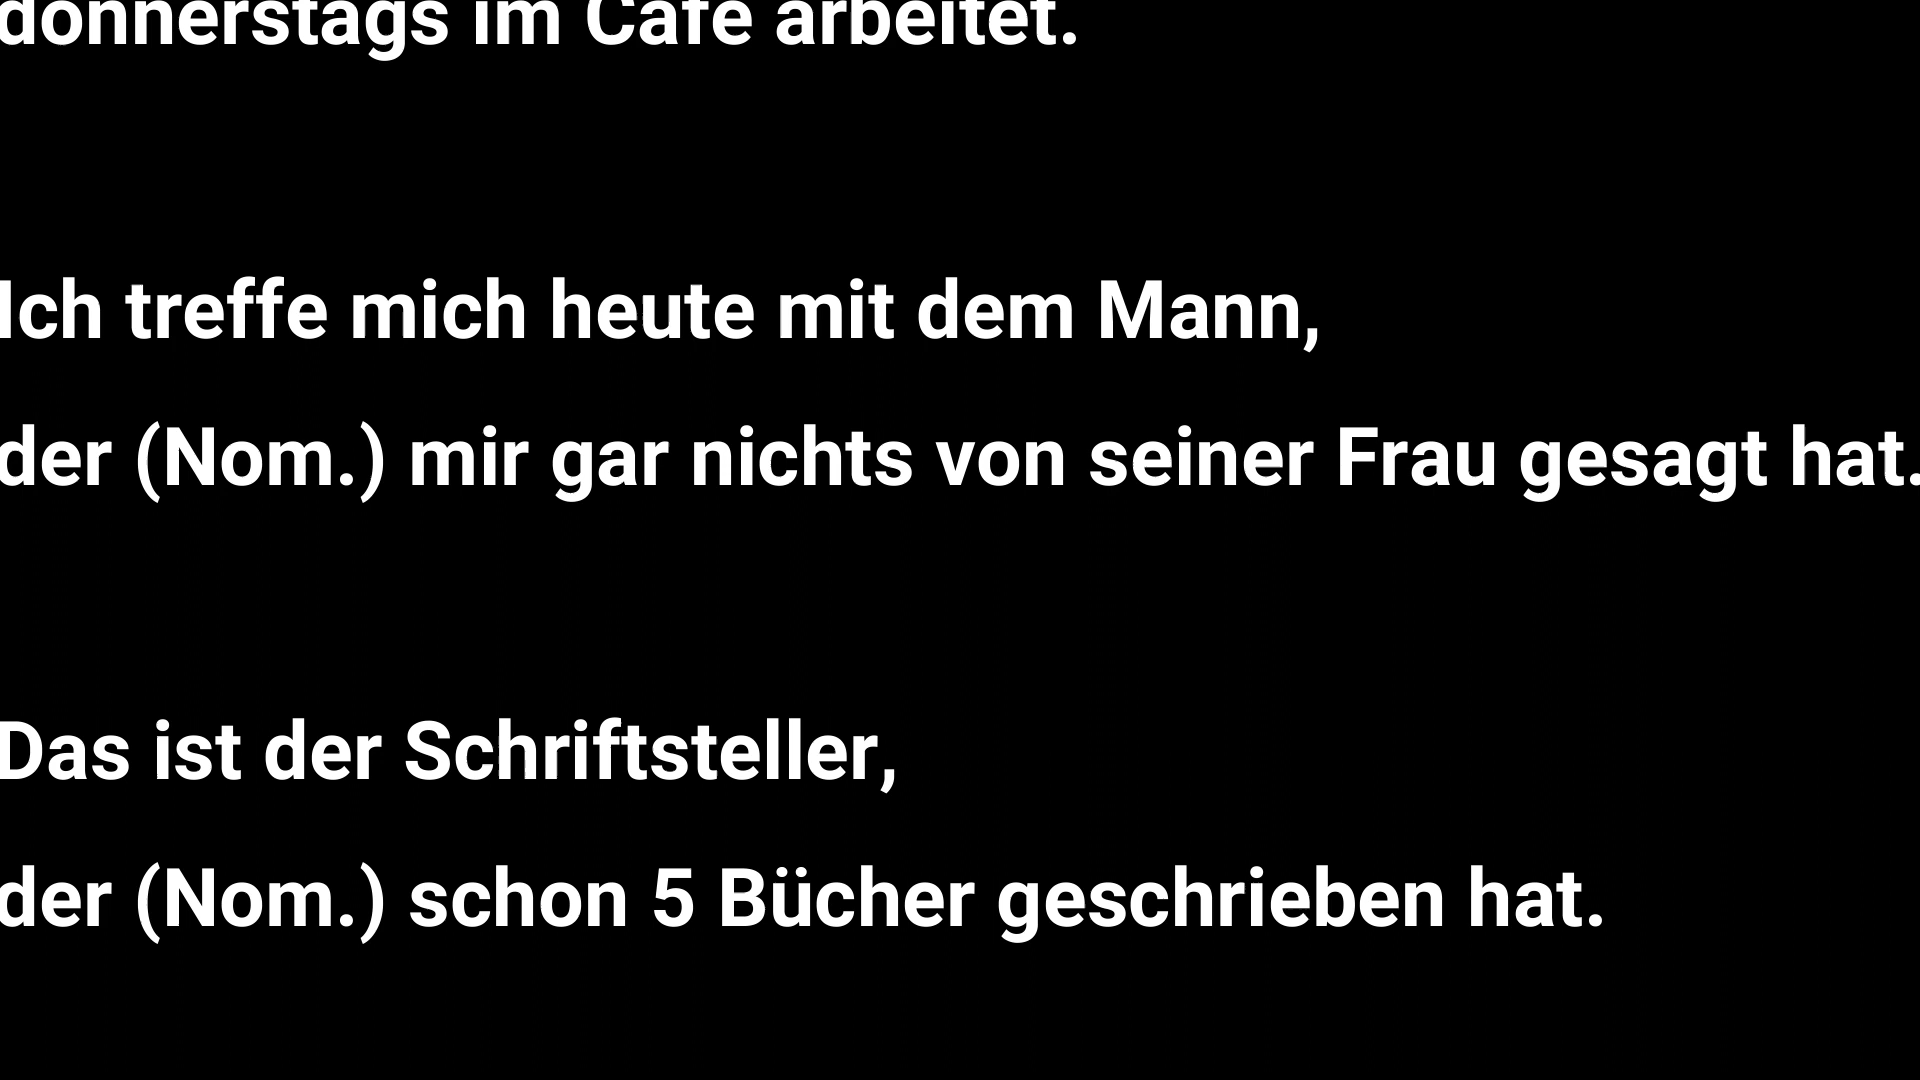 donnerstags im Café arbeitet.
Ich treffe mich heute mit dem Mann,
der (Nom.) mir gar nichts von seiner Frau gesagt hat.
Das ist der Schriftsteller,
der (Nom.) schon 5 Bücher geschrieben hat.